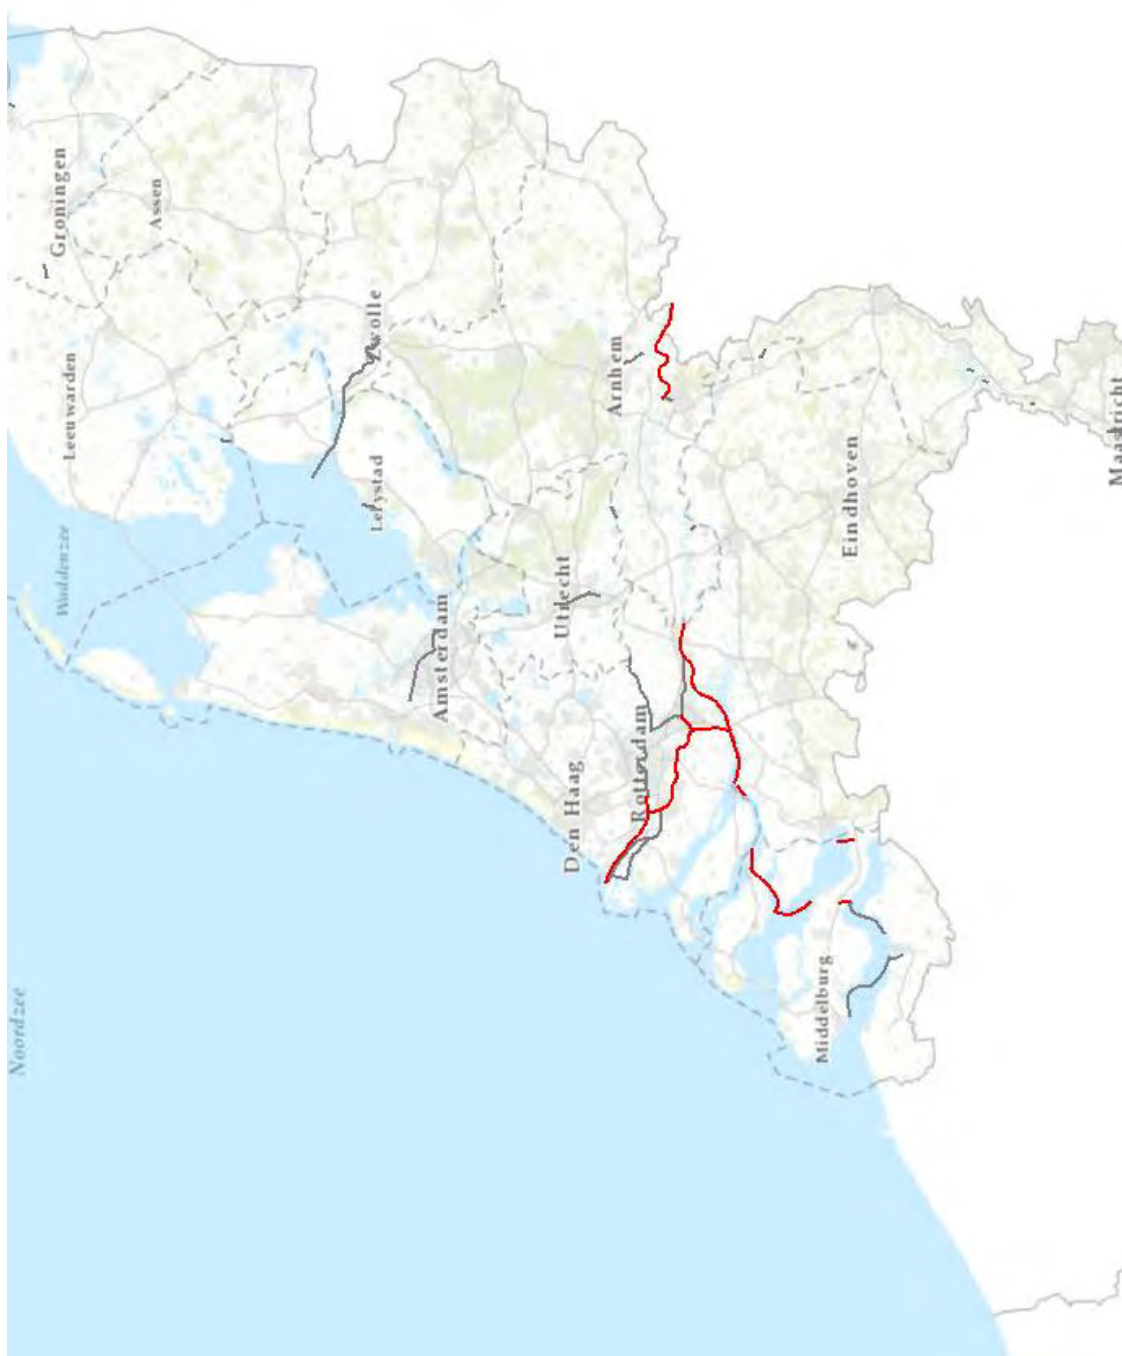 Groningen
Assen
Leeuwarden
Waddenzee
Zwolle
Lelystad
Noordzee
Amsterdam
Utrecht
Arnhem
Den Haag
Rotterdam
Middelburg
Eindhoven
Maastricht